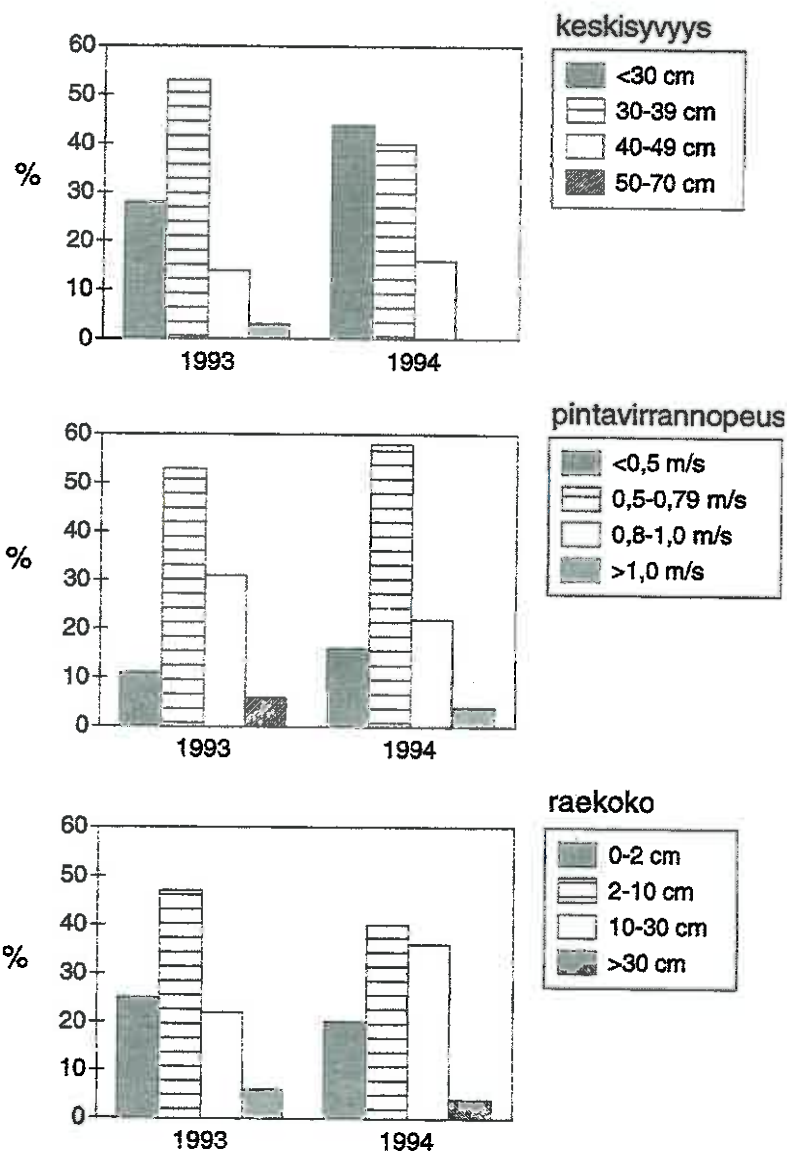 keskisyvyys
<30 cm
30-39 cm
40-49 cm
50-70 cm
%
60
50
40
30
20
10
0
1993
1994
pintavirrannopeus
<0,5 m/s
0,5-0,79 m/s
0,8-1,0 m/s
>1,0 m/s
%
60
50
40
30
20
10
0
1993
1994
raekoko
0-2 cm
2-10 cm
10-30 cm
>30 cm
%
60
50
40
30
20
10
0
1993
1994